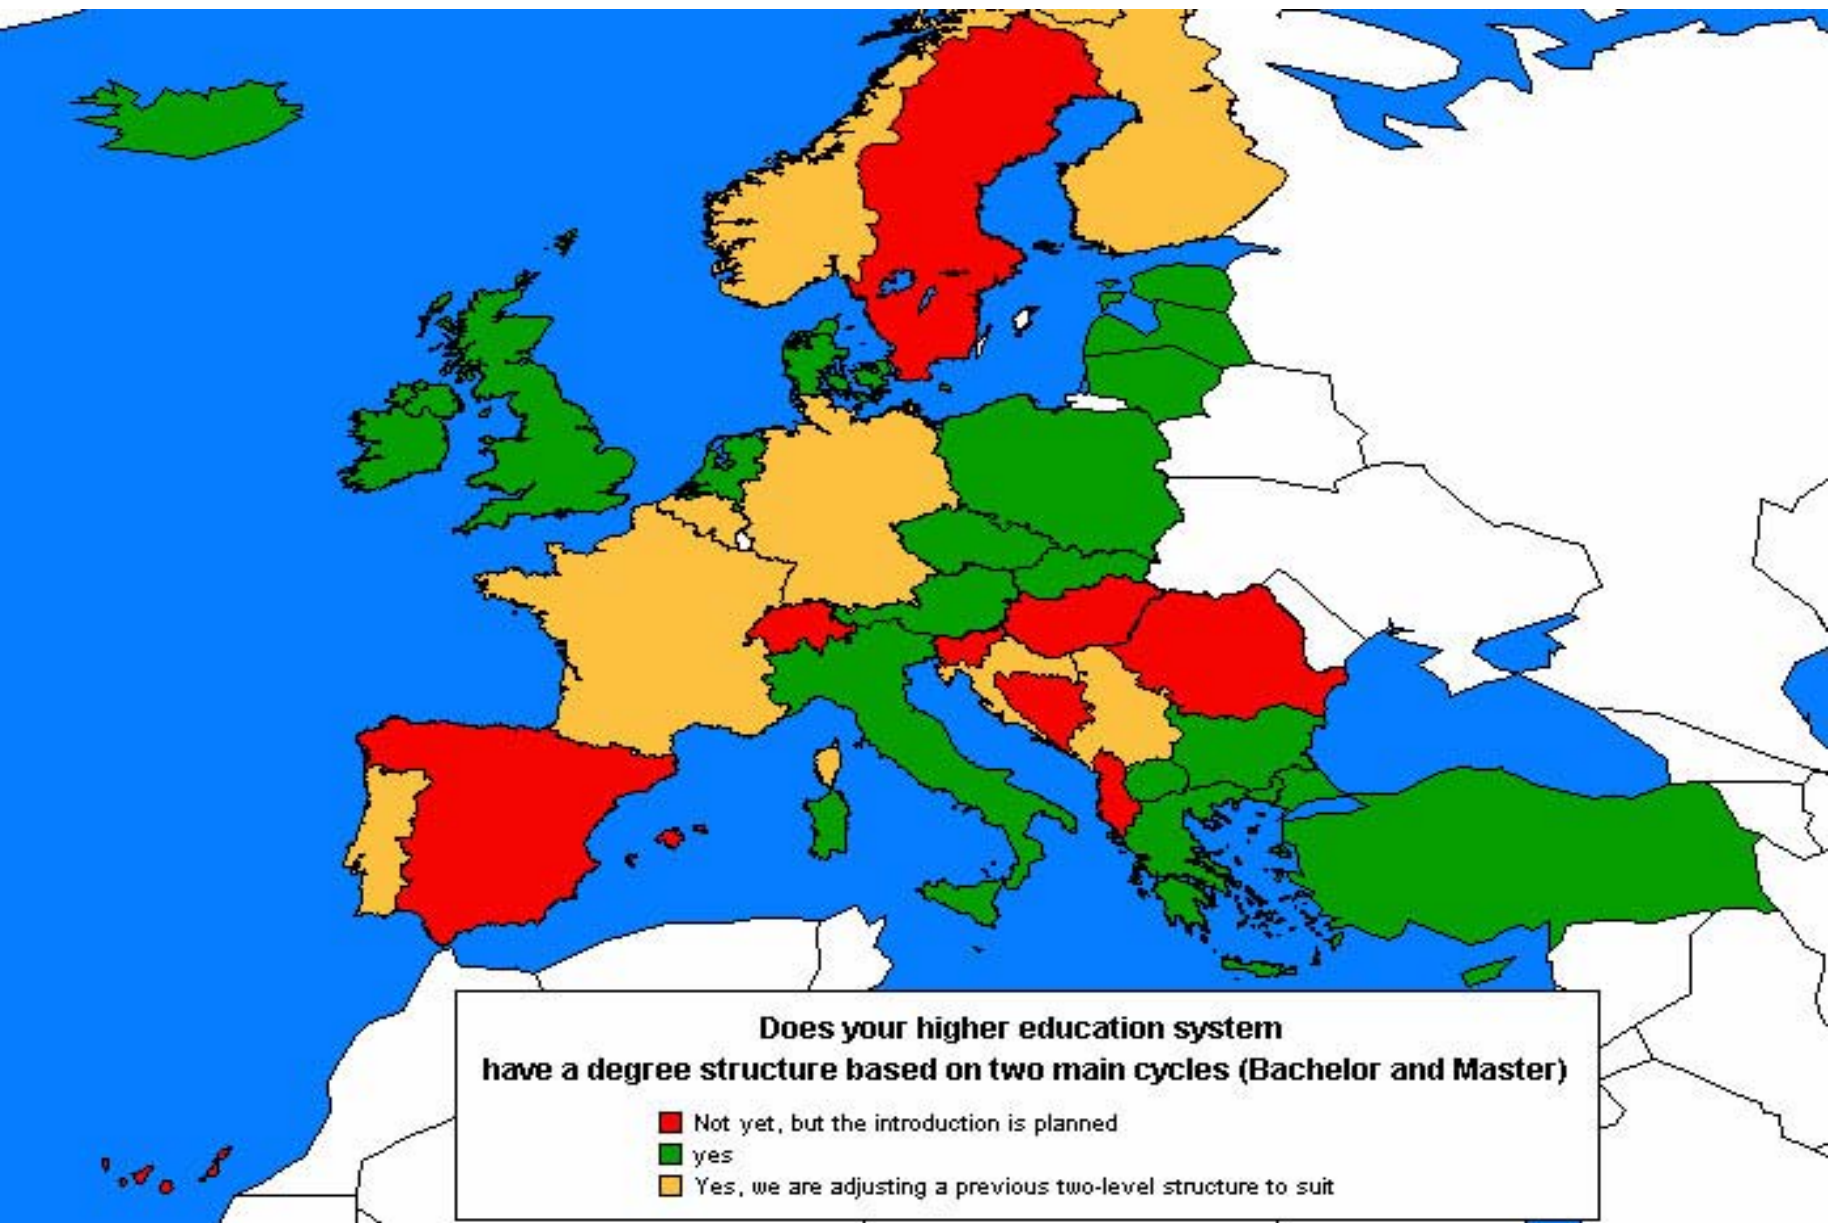 Does your higher education system
have a degree structure based on two main cycles (Bachelor and Master)
Not yet, but the introduction is planned
yes
Yes, we are adjusting a previous two-level structure to suit